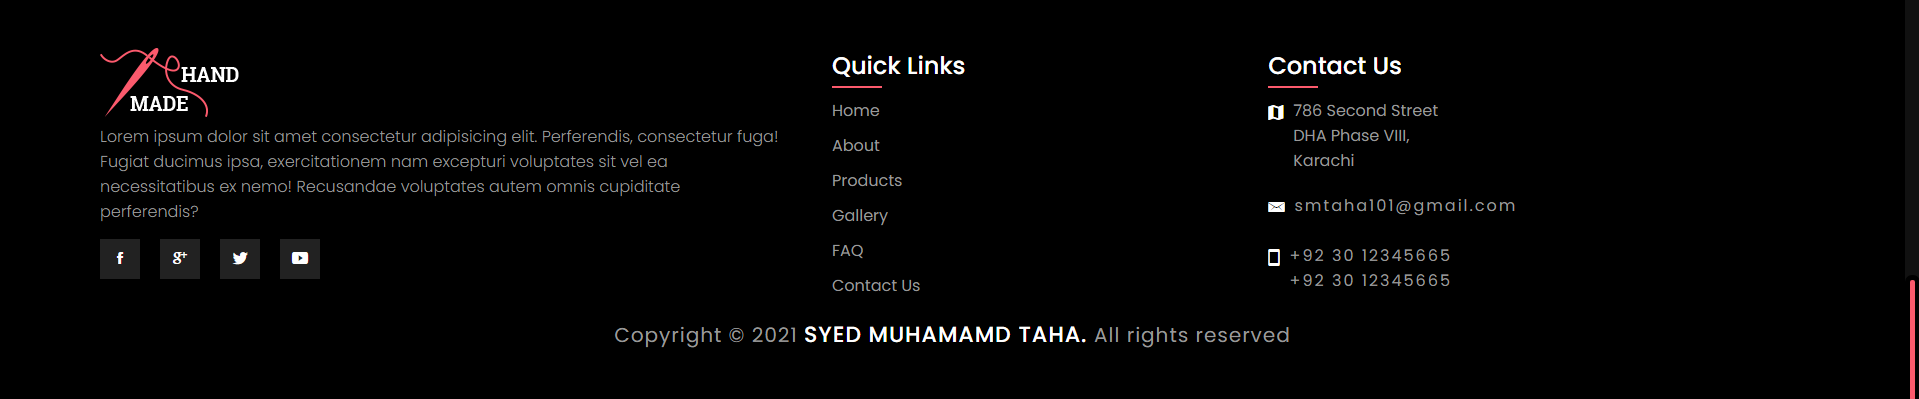 HAND
MADE
Lorem ipsum dolor sit amet consectetur adipisicing elit. Perferendis, consectetur fuga!
Fugiat ducimus ipsa, exercitationem nam excepturi voluptates sit vel ea
necessitatibus ex nemo! Recusandae voluptates autem omnis cupiditate
perferendis?
Quick Links
Home
About
Products
Gallery
FAQ
Contact Us
Contact Us
786 Second Street
DHA Phase VIII,
Karachi
smtaha101@gmail.com
+92 30 12345665
+92 30 12345665
Copyright © 2021 SYED MUHAMAMD TAHA. All rights reserved